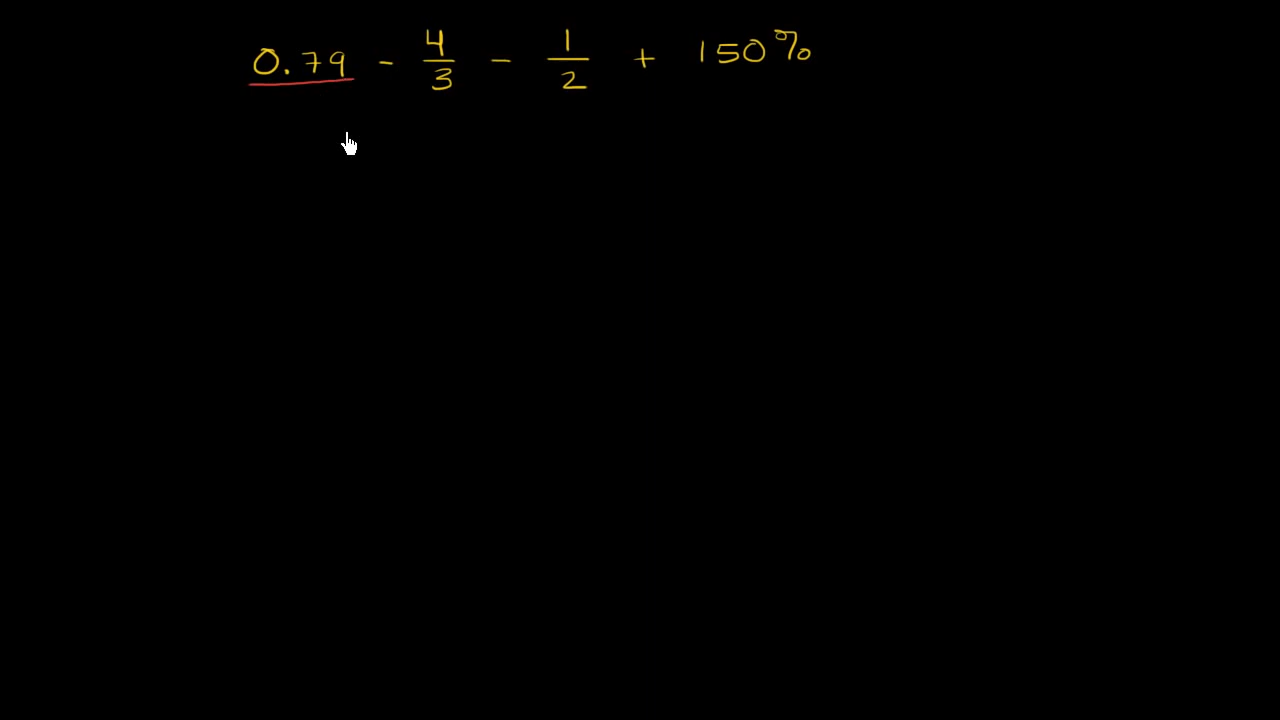 0.79 - 4/3 - 1/2 + 150%